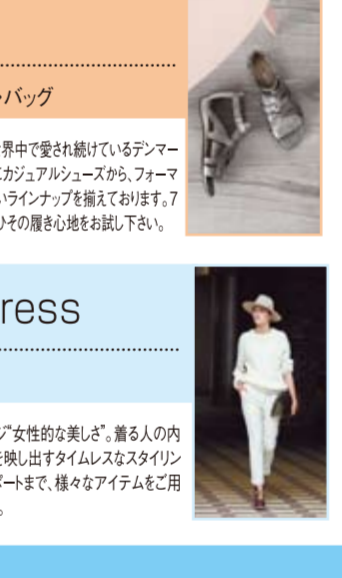 ・バッグ
界中で愛され続けているデンマー
カジュアルシューズから、フォーマ
いラインナップを揃えております。7
ひその履き心地をお試し下さい。
ress
ジ“女性的な美しさ”。着る人の内
を映し出すタイムレスなスタイリン
ポートまで、様々なアイテムをご用
。